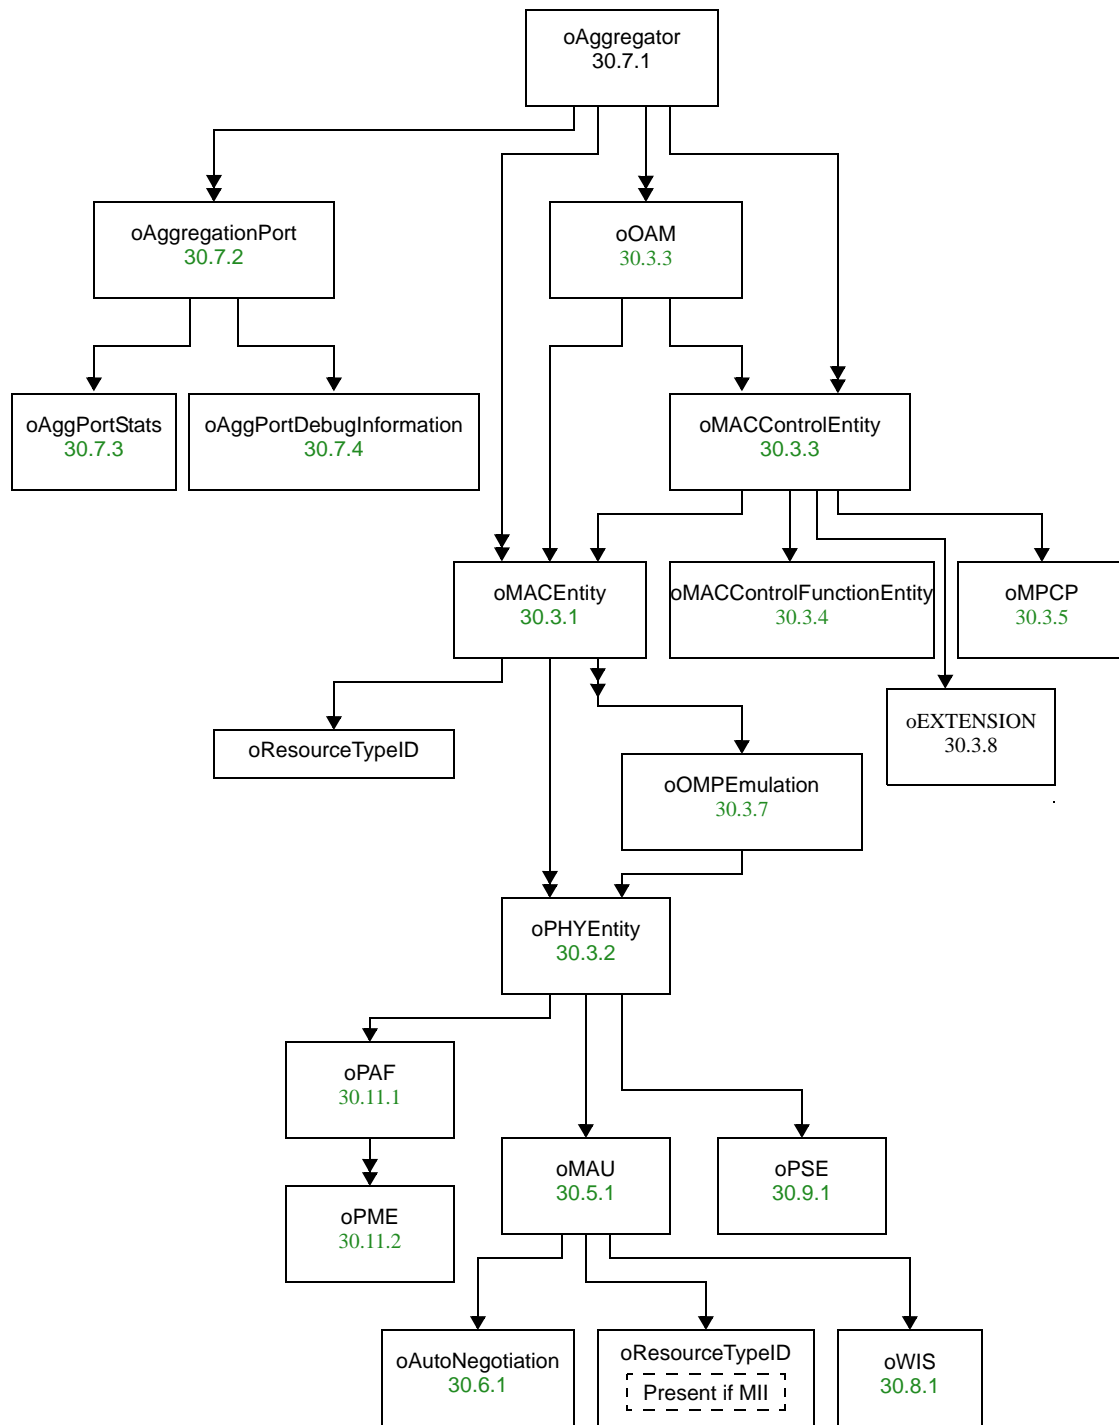 oAggregator
30.7.1
oAggregationPort
30.7.2
oOAM
30.3.3
oAggPortStats
30.7.3
oAggPortDebugInformation
30.7.4
oMACControlEntity
30.3.3
oMACEntity
30.3.1
oMACControlFunctionEntity
30.3.4
oMPCP
30.3.5
oResourceTypeID
oEXTENSION
30.3.8
oOMPEmulation
30.3.7
oPHYEntity
30.3.2
oPAF
30.11.1
oMAU
30.5.1
oPSE
30.9.1
oPME
30.11.2
oAutoNegotiation
30.6.1
oResourceTypeID
Present if MII
oWIS
30.8.1